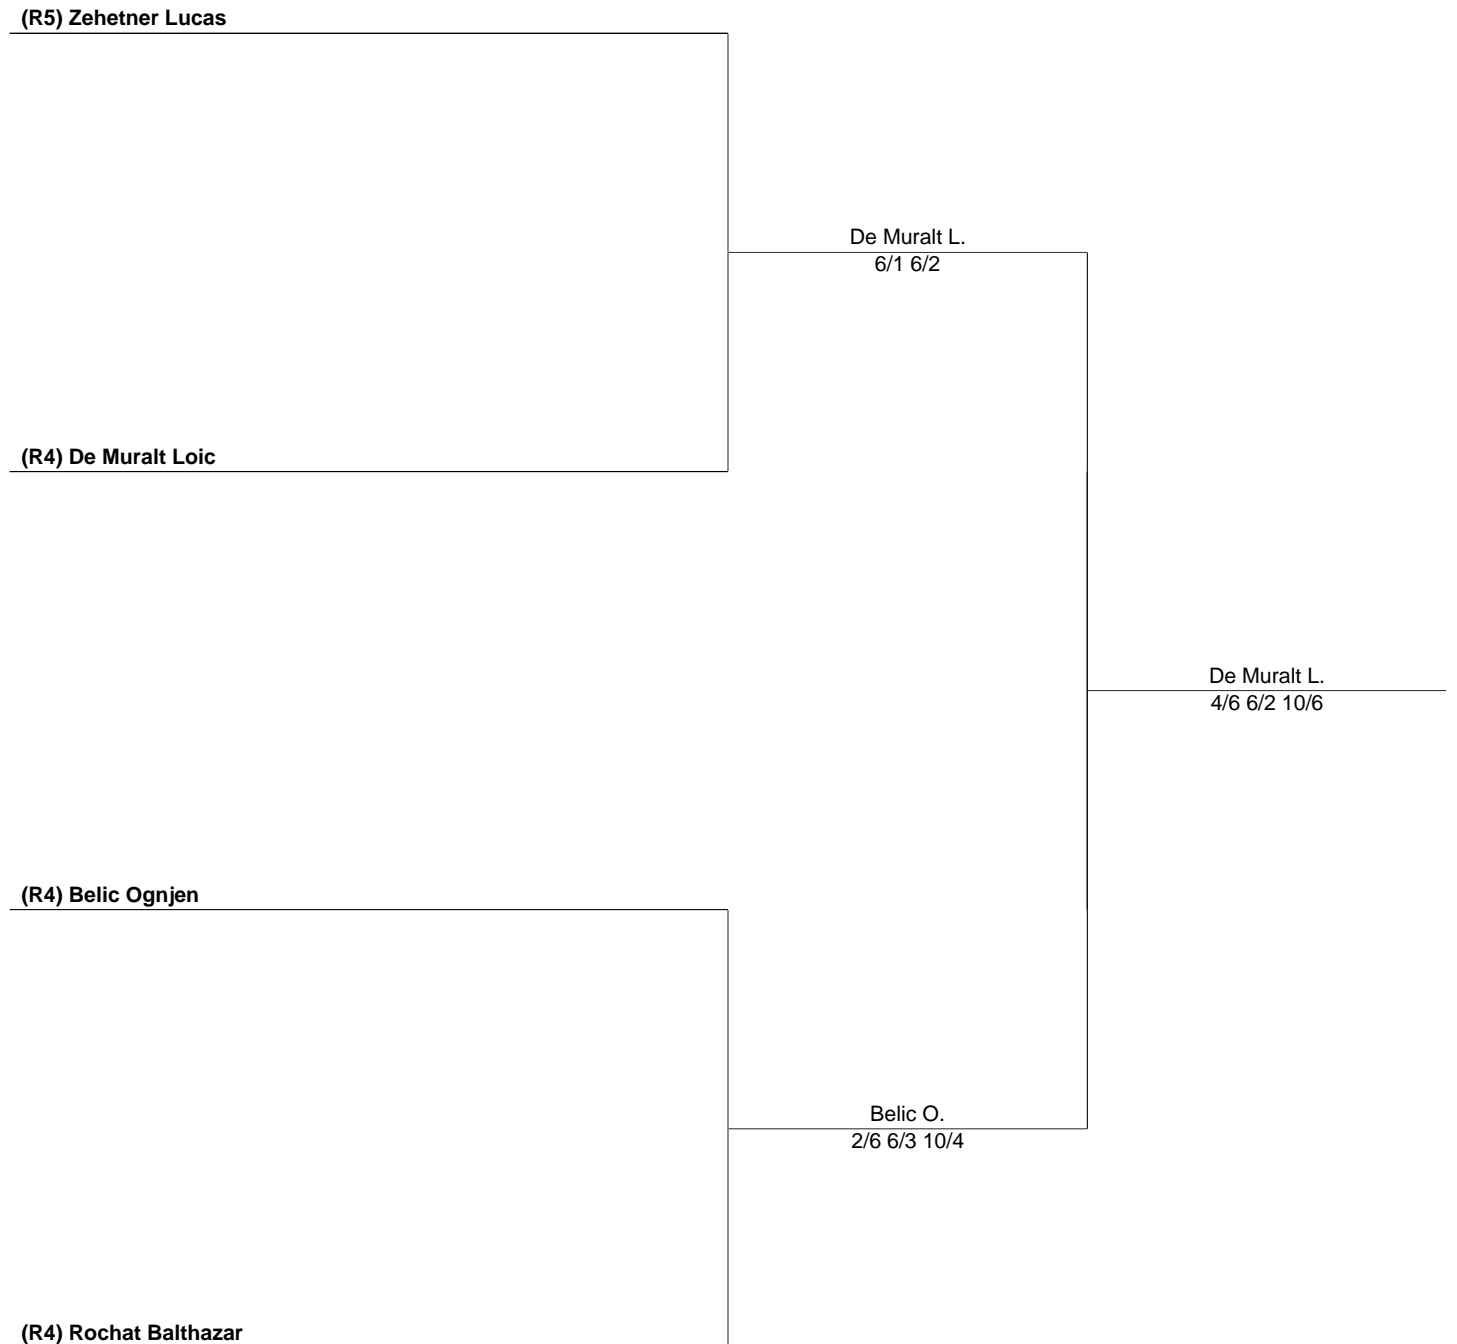 (R5) Zehetner Lucas
De Muralt L.
6/1 6/2
(R4) De Muralt Loic
De Muralt L.
4/6 6/2 10/6
(R4) Belic Ognjen
Belic O.
2/6 6/3 10/4
(R4) Rochat Balthazar